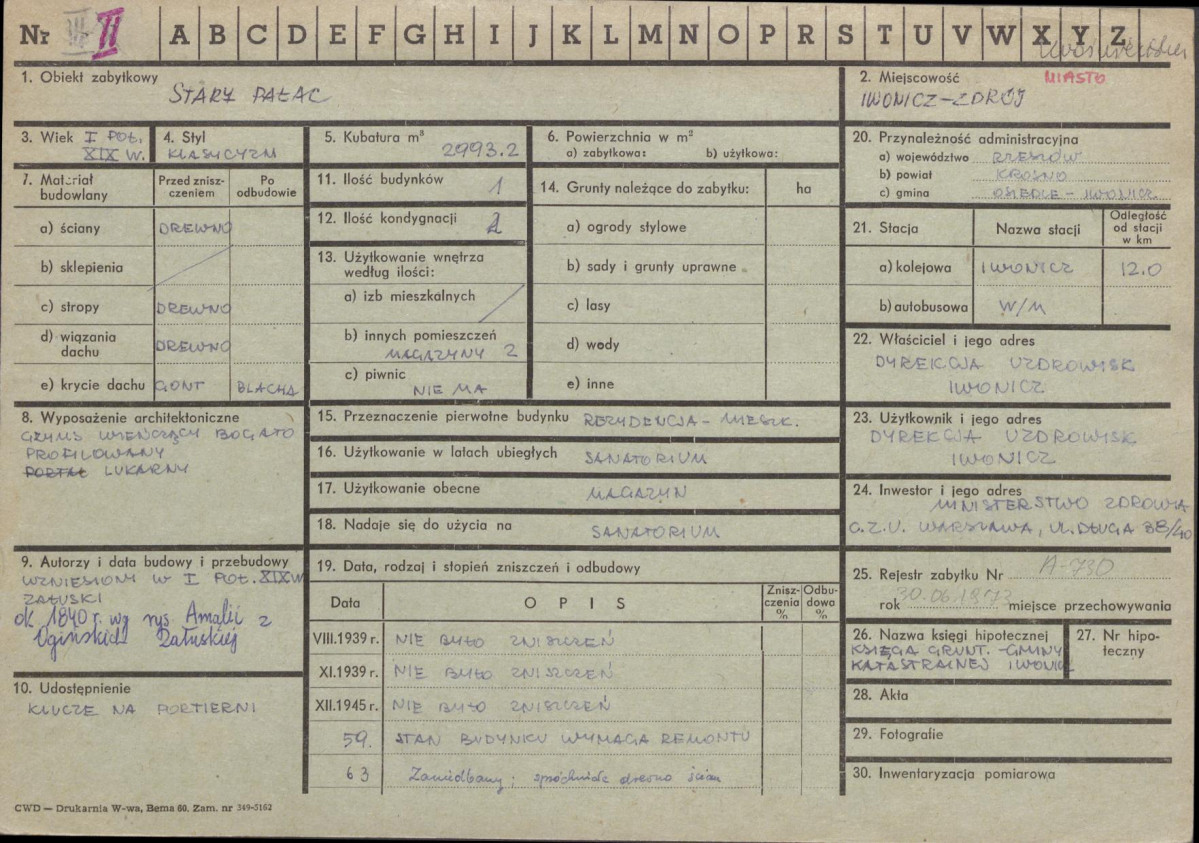 Nr II A B C D E F G H I J K L M N O P R S T U V W X Y Z
1. Obiekt zabytkowy
STARY PAŁAC
2. Miejscowość MIASTO
IWONICZ-ZDRÓJ
3. Wiek I POŁ.
XIX W.
4. Styl
KLASYCYZM
5. Kubatura m³
2993.2
6. Powierzchnia w m²
a) zabytkowa: b) użytkowa:
7. Materiał
budowlany
Przed znisz-
czeniem
Po
odbudowie
a) ściany DREWNO
b) sklepienia
c) stropy DREWNO
d) wiązania
dachu DREWNO
e) krycie dachu GONT BLACHA
8. Wyposażenie architektoniczne
GZYMS WIEŃCZĄCY BOGATO
PROFILOWANY
PORTAL LUKARNY
9. Autorzy i data budowy i przebudowy
WZNIESIONY W I POŁ. XIX W
ZAŁUSKI
ok. 1840 r. wg rys Amalii z
Ogińskich Załuskiej
10. Udostępnienie
KLUCZE NA PORTIERNI
11. Ilość budynków 1
12. Ilość kondygnacji
13. Użytkowanie wnętrza
według ilości:
a) izb mieszkalnych
b) innych pomieszczeń
MAGAZYNY 2
c) piwnic
NIE MA
14. Grunty należące do zabytku: ha
a) ogrody stylowe
b) sady i grunty uprawne
c) lasy
d) wody
e) inne
15. Przeznaczenie pierwotne budynku REZYDENCJA - MIESZK.
16. Użytkowanie w latach ubiegłych SANATORIUM
17. Użytkowanie obecne MAGAZYN
18. Nadaje się do użycia na SANATORIUM
19. Data, rodzaj i stopień zniszczeń i odbudowy
Data OPIS
Znisz-
czenia
%
Odbu-
dowa
%
VIII.1939 r. NIE BYŁO ZNISZCZEŃ
XI.1939 r. NIE BYŁO ZNISZCZEŃ
XII.1945 r. NIE BYŁO ZNISZCZEŃ
59. STAN BUDYNKU WYMAGA REMONTU
63 Zaniedbany; spróchniałe drewno ścian
20. Przynależność administracyjna
a) województwo RZESZÓW
b) powiat KROSNO
c) gmina OSIEDLE - IWONICZ
21. Stacja Nazwa stacji
Odległość
od stacji
w km
a) kolejowa IWONICZ 12.0
b) autobusowa W/M
22. Właściciel i jego adres
DYREKCJA UZDROWISK
IWONICZ
23. Użytkownik i jego adres
DYREKCJA UZDROWISK
IWONICZ
24. Inwestor i jego adres
MINISTERSTWO ZDROWIA
C.Z.U. WARSZAWA, UL. DŁUGA 38/40
25. Rejestr zabytku Nr A-730
rok 30.06.1973 miejsce przechowywania
26. Nazwa księgi hipotecznej
KSIĘGA GRUNT. - GMINY
KATASTRALNEJ IWONICZ
27. Nr hipo-
teczny
28. Akta
29. Fotografie
30. Inwentaryzacja pomiarowa
CWD — Drukarnia W-wa, Bema 60. Zam. nr 349-5162